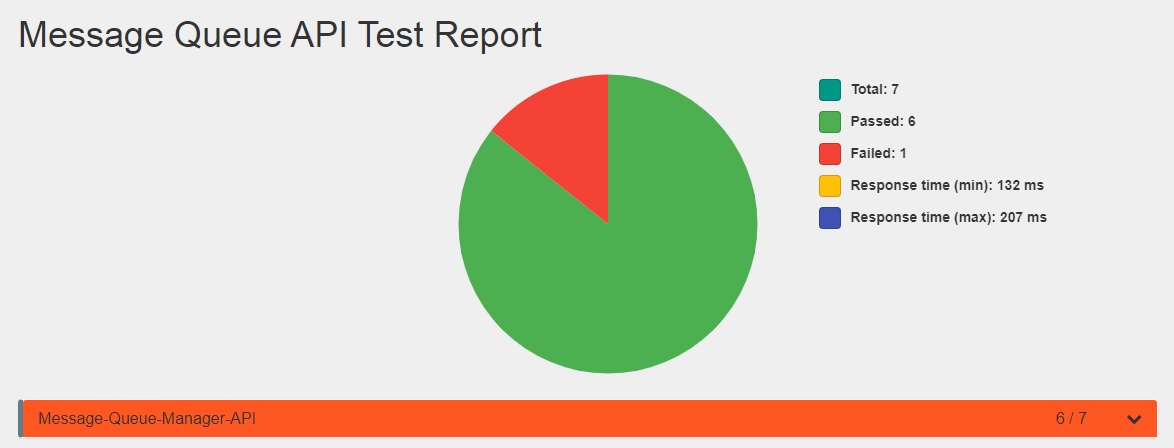 Message Queue API Test Report
Total: 7
Passed: 6
Failed: 1
Response time (min): 132 ms
Response time (max): 207 ms
Message-Queue-Manager-API 6 / 7